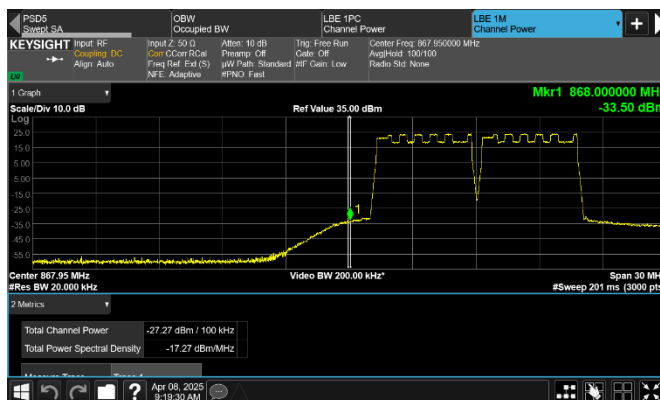 PSD5
Swept SA
OBW
Occupied BW
LBE 1PC
Channel Power
LBE 1M
Channel Power
KEYSIGHT
Input: RF
Coupling: DC
Align: Auto
Input Z: 50 Ω
Corr CCorr RCal
Freq Ref: Ext (S)
NFE: Adaptive
Atten: 10 dB
Preamp: Off
µW Path: Standard
#PNO: Fast
Trig: Free Run
Gate: Off
#IF Gain: Low
Center Freq: 867.950000 MHz
Avg|Hold: 100/100
Radio Std: None
1 Graph
Scale/Div 10.0 dB
Ref Value 35.00 dBm
Mkr1 868.000000 MH
-33.50 dBm
Log
25.0
15.0
5.00
-5.00
-15.0
-25.0
-35.0
-45.0
-55.0
1
Center 867.95 MHz
Video BW 200.00 kHz*
Span 30 MH
#Res BW 20.000 kHz
#Sweep 201 ms (3000 pts
2 Metrics
Total Channel Power
-27.27 dBm / 100 kHz
Total Power Spectral Density
-17.27 dBm/MHz
Apr 08, 2025
9:19:30 AM